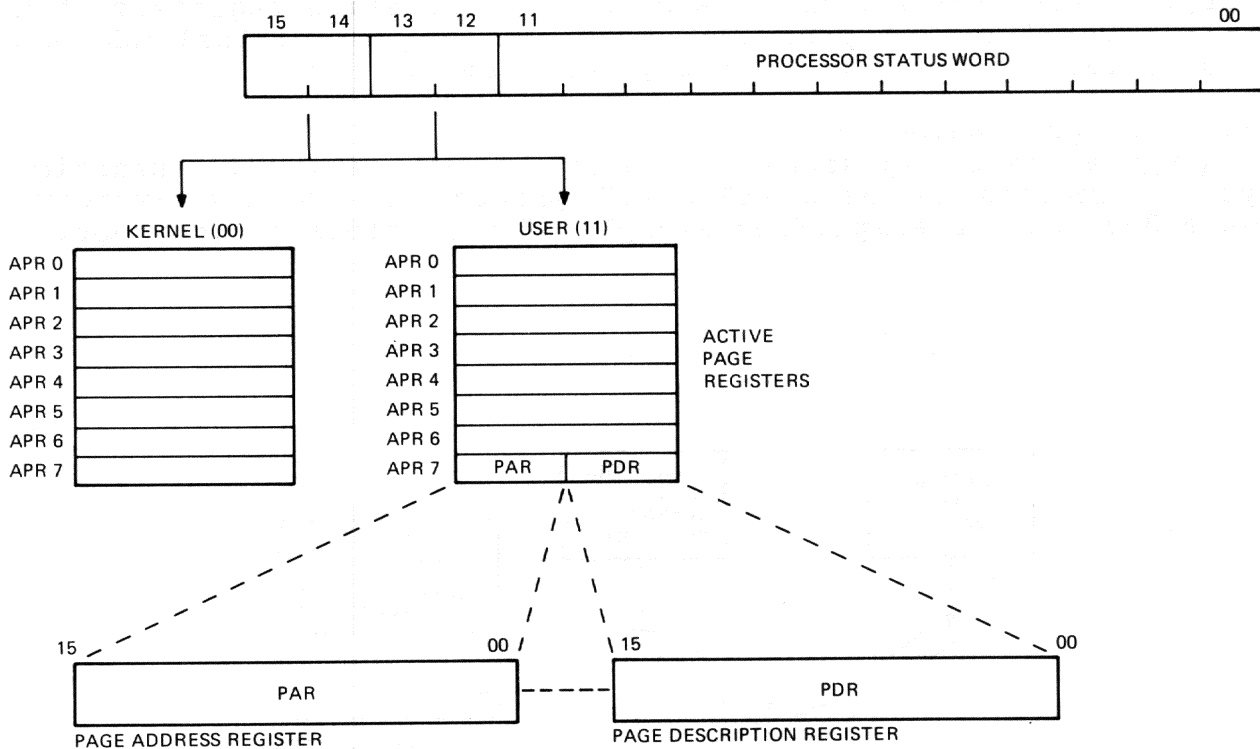 15 14 13 12 11 00
PROCESSOR STATUS WORD
KERNEL (00)
APR 0
APR 1
APR 2
APR 3
APR 4
APR 5
APR 6
APR 7
USER (11)
APR 0
APR 1
APR 2
APR 3
APR 4
APR 5
APR 6
APR 7
PAR PDR
ACTIVE
PAGE
REGISTERS
15 00
PAR
PAGE ADDRESS REGISTER
15 00
PDR
PAGE DESCRIPTION REGISTER